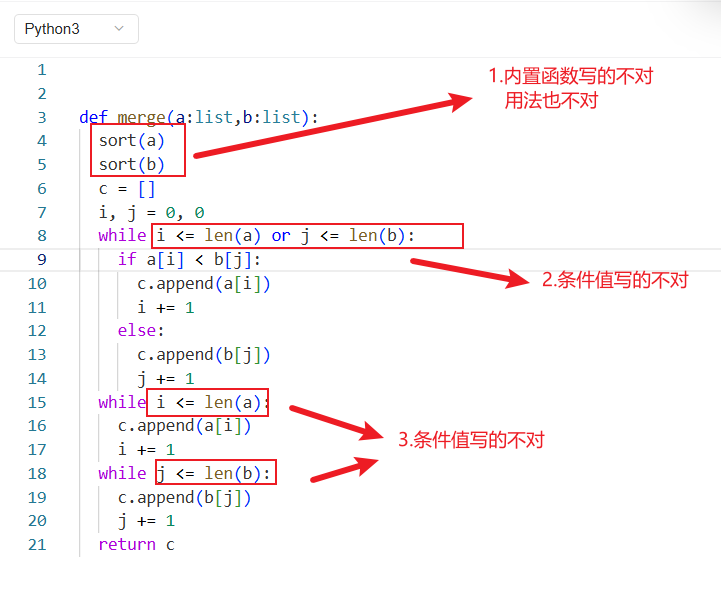 Python3
1
2
3 def merge(a:list,b:list):
4 sort(a)
5 sort(b)
6 c = []
7 i, j = 0, 0
8 while i <= len(a) or j <= len(b):
9 if a[i] < b[j]:
10 c.append(a[i])
11 i += 1
12 else:
13 c.append(b[j])
14 j += 1
15 while i <= len(a):
16 c.append(a[i])
17 i += 1
18 while j <= len(b):
19 c.append(b[j])
20 j += 1
21 return c
1.内置函数写的不对
用法也不对
2.条件值写的不对
3.条件值写的不对